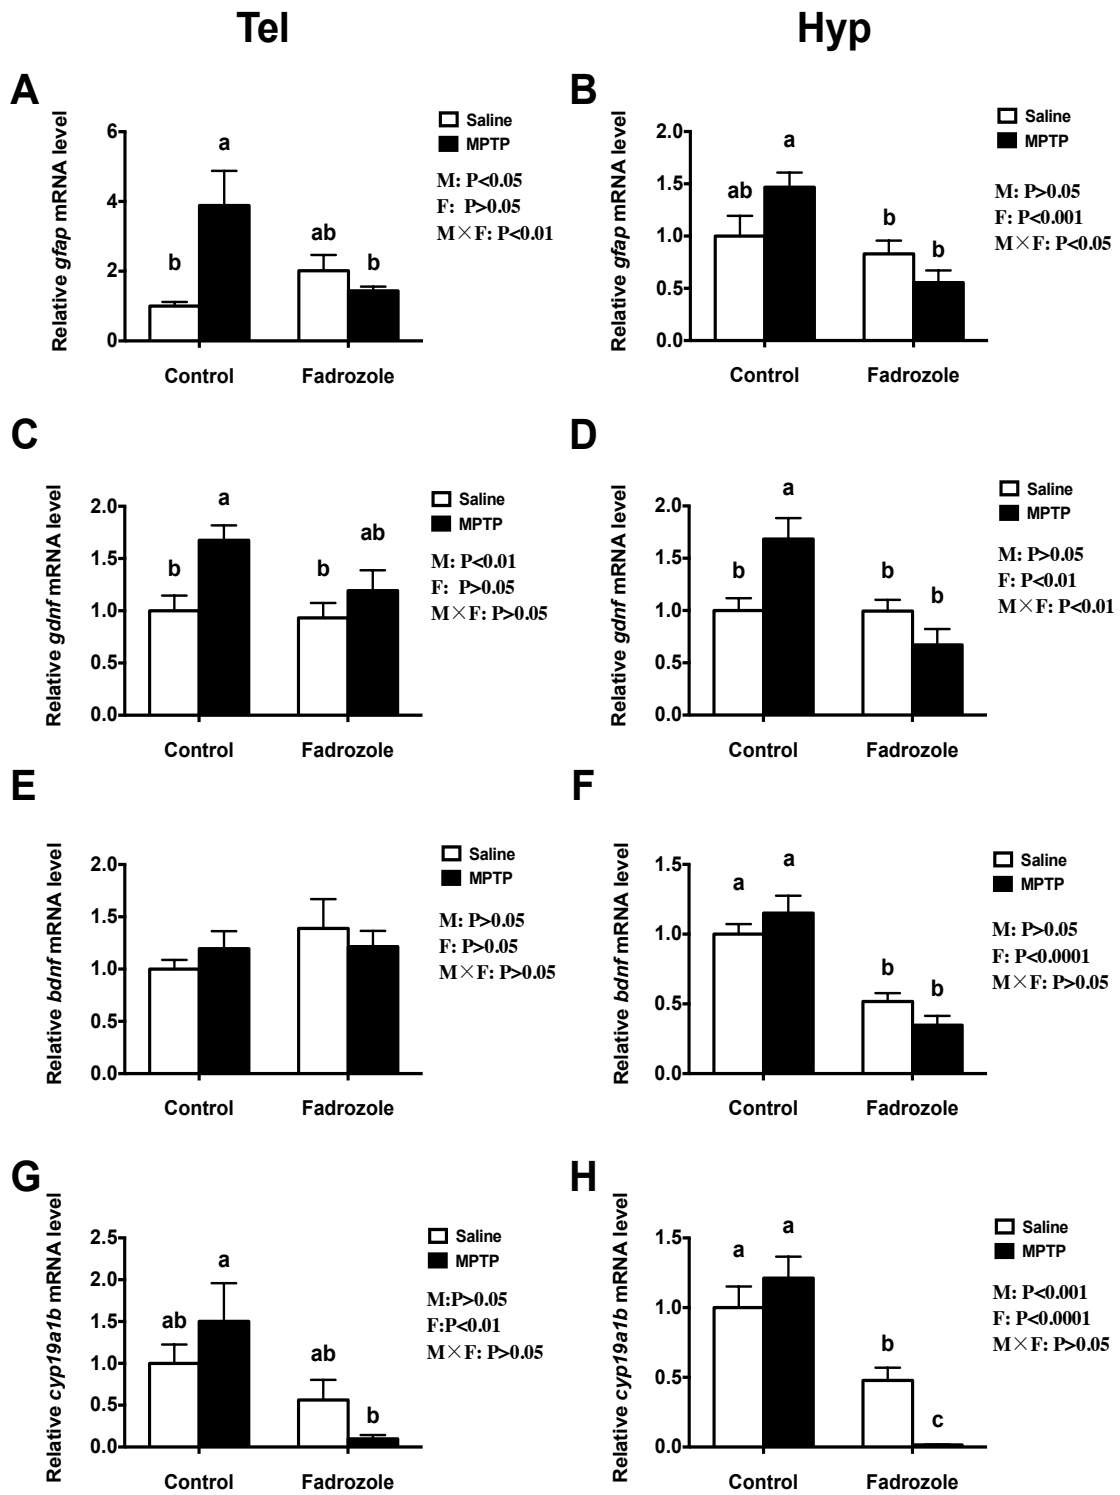 Tel
Hyp
A
Relative gfap mRNA level
6
4
2
0
b
a
ab
b
Control
Fadrozole
Saline
MPTP
M: P<0.05
F: P>0.05
M×F: P<0.01
B
Relative gfap mRNA level
2.0
1.5
1.0
0.5
0.0
ab
a
b
b
Control
Fadrozole
Saline
MPTP
M: P>0.05
F: P<0.001
M×F: P<0.05
C
Relative gdnf mRNA level
2.0
1.5
1.0
0.5
0.0
b
a
b
ab
Control
Fadrozole
Saline
MPTP
M: P<0.01
F: P>0.05
M×F: P>0.05
D
Relative gdnf mRNA level
2.0
1.5
1.0
0.5
0.0
b
a
b
b
Control
Fadrozole
Saline
MPTP
M: P>0.05
F: P<0.01
M×F: P<0.01
E
Relative bdnf mRNA level
2.0
1.5
1.0
0.5
0.0
Control
Fadrozole
Saline
MPTP
M: P>0.05
F: P>0.05
M×F: P>0.05
F
Relative bdnf mRNA level
1.5
1.0
0.5
0.0
a
a
b
b
Control
Fadrozole
Saline
MPTP
M: P>0.05
F: P<0.0001
M×F: P>0.05
G
Relative cyp19a1b mRNA level
2.5
2.0
1.5
1.0
0.5
0.0
ab
a
ab
b
Control
Fadrozole
Saline
MPTP
M:P>0.05
F:P<0.01
M×F: P>0.05
H
Relative cyp19a1b mRNA level
1.5
1.0
0.5
0.0
a
a
b
c
Control
Fadrozole
Saline
MPTP
M: P<0.001
F: P<0.0001
M×F: P>0.05